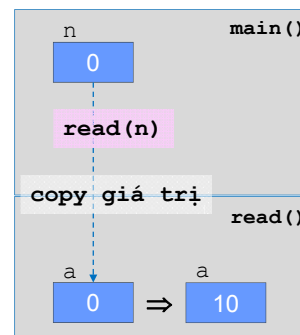 n main()
0
read(n)
copy giá trị
read()
a a
0 ⇒ 10